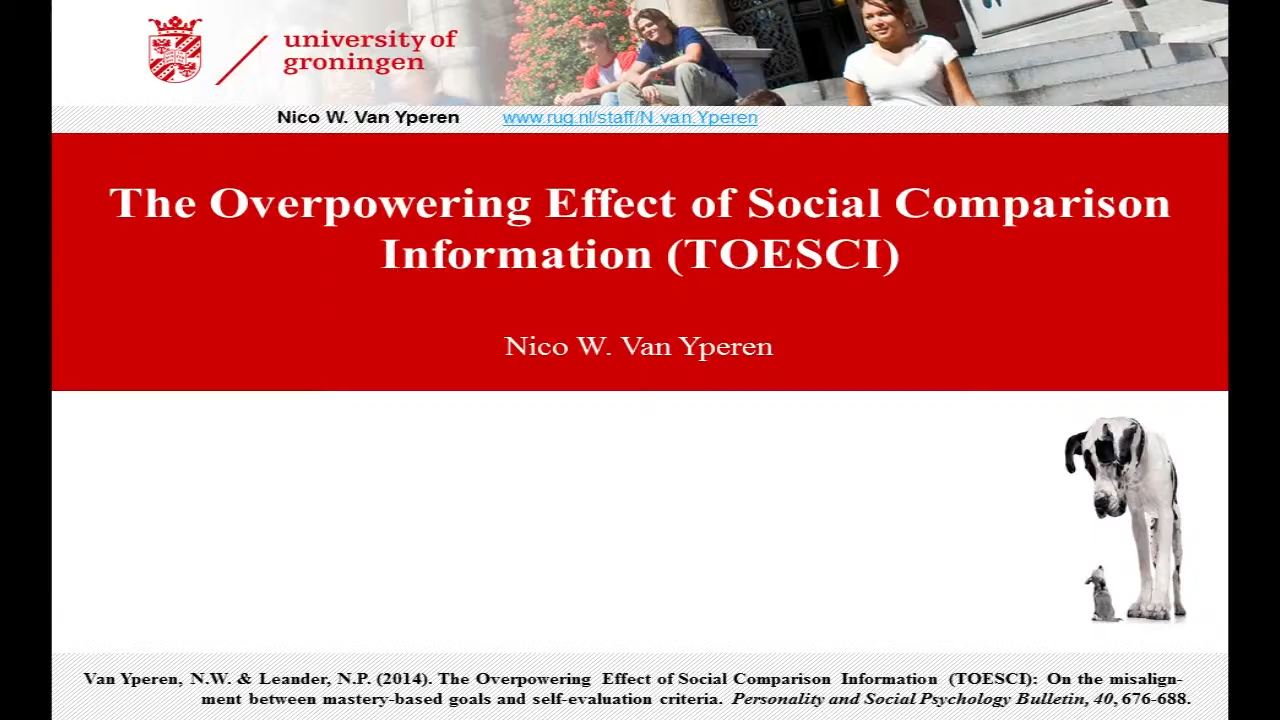 university of
groningen
Nico W. Van Yperen www.rug.nl/staff/N.van.Yperen
The Overpowering Effect of Social Comparison
Information (TOESCI)
Nico W. Van Yperen
Van Yperen, N.W. & Leander, N.P. (2014). The Overpowering Effect of Social Comparison Information (TOESCI): On the misalign-
ment between mastery-based goals and self-evaluation criteria. Personality and Social Psychology Bulletin, 40, 676-688.